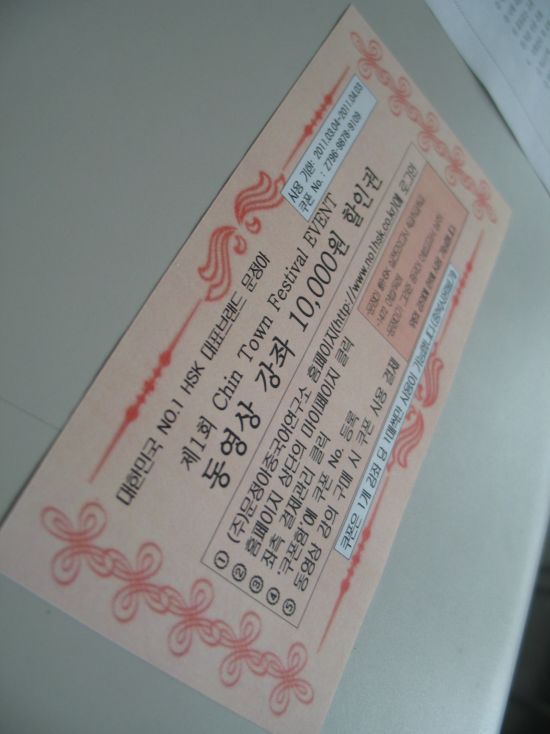 대한민국 NO.1 HSK 대표브랜드 문정아
제1회 Chin Town Festival EVENT
동영상 강좌 10,000원 할인권
사용 기한: 2011.03.04~2011.04.03
쿠폰 No. : Z796-9878-9109
① (주)문정아중국어연구소 홈페이지(http://www.no1hsk.co.kr)에 로그인
② 홈페이지 상단의 마이페이지 클릭
③ 좌측 결제관리 클릭
④ '쿠폰함'에 쿠폰 No. 등록
⑤ 동영상 강의 구매 시 쿠폰 사용 결제
쿠폰은 1개 강좌 당 1매씩만 사용이 가능하며